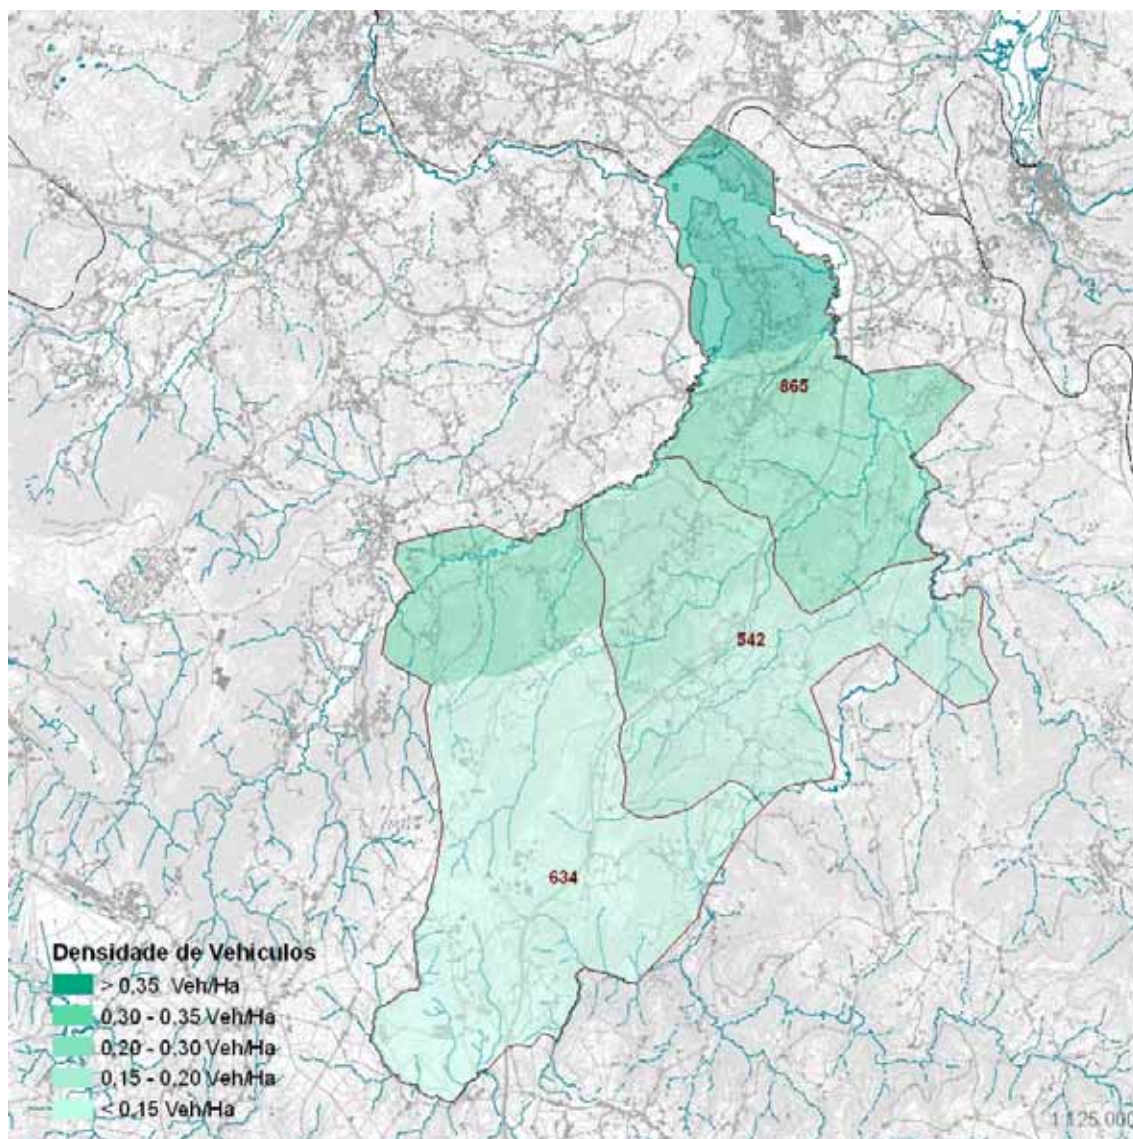 865
542
634
Densidade de Vehículos
> 0,35 Veh/Ha
0,30 - 0,35 Veh/Ha
0,20 - 0,30 Veh/Ha
0,15 - 0,20 Veh/Ha
< 0,15 Veh/Ha
1:125.000